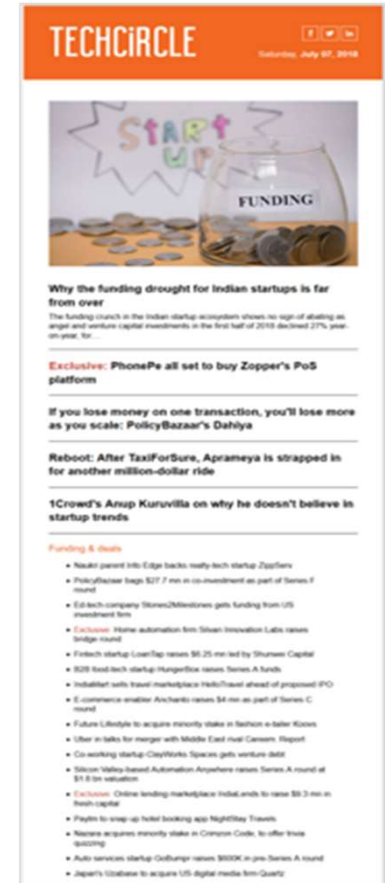 TECHCiRCLE
Saturday, July 07, 2018
START
UP
FUNDING
Why the funding drought for Indian startups is far
from over
The funding crunch in the Indian startup ecosystem shows no sign of abating as
angel and venture capital investments in the first half of 2018 declined 27% year-
on-year, for...
Exclusive: PhonePe all set to buy Zopper's PoS
platform
If you lose money on one transaction, you'll lose more
as you scale: PolicyBazaar's Dahiya
Reboot: After TaxiForSure, Aprameya is strapped in
for another million-dollar ride
1Crowd's Anup Kuruvilla on why he doesn't believe in
startup trends
Funding & deals
• Naukri parent Info Edge backs realty-tech startup ZippServ
• PolicyBazaar bags $27.7 mn in co-investment as part of Series F
round
• Ed-tech company Stones2Milestones gets funding from US
investment firm
• Exclusive: Home automation firm Silvan Innovation Labs raises
bridge round
• Fintech startup LoanTap raises $6.25 mn led by Shunwei Capital
• B2B food-tech startup HungerBox raises Series A funds
• IndiaMart sells travel marketplace HelloTravel ahead of proposed IPO
• E-commerce enabler Anchanto raises $4 mn as part of Series C
round
• Future Lifestyle to acquire minority stake in fashion e-tailer Koovs
• Uber in talks for merger with Middle East rival Careem: Report
• Co-working startup ClayWorks Spaces gets venture debt
• Silicon Valley-based Automation Anywhere raises Series A round at
$1.8 bn valuation
• Exclusive: Online lending marketplace IndiaLends to raise $9.3 mn in
fresh capital
• Paytm to snap up hotel booking app NightStay Travels
• Nazara acquires minority stake in Crimzon Code, to offer trivia
quizzing
• Auto services startup GoBumpr raises $600K in pre-Series A round
• Japan's Uzabase to acquire US digital media firm Quartz